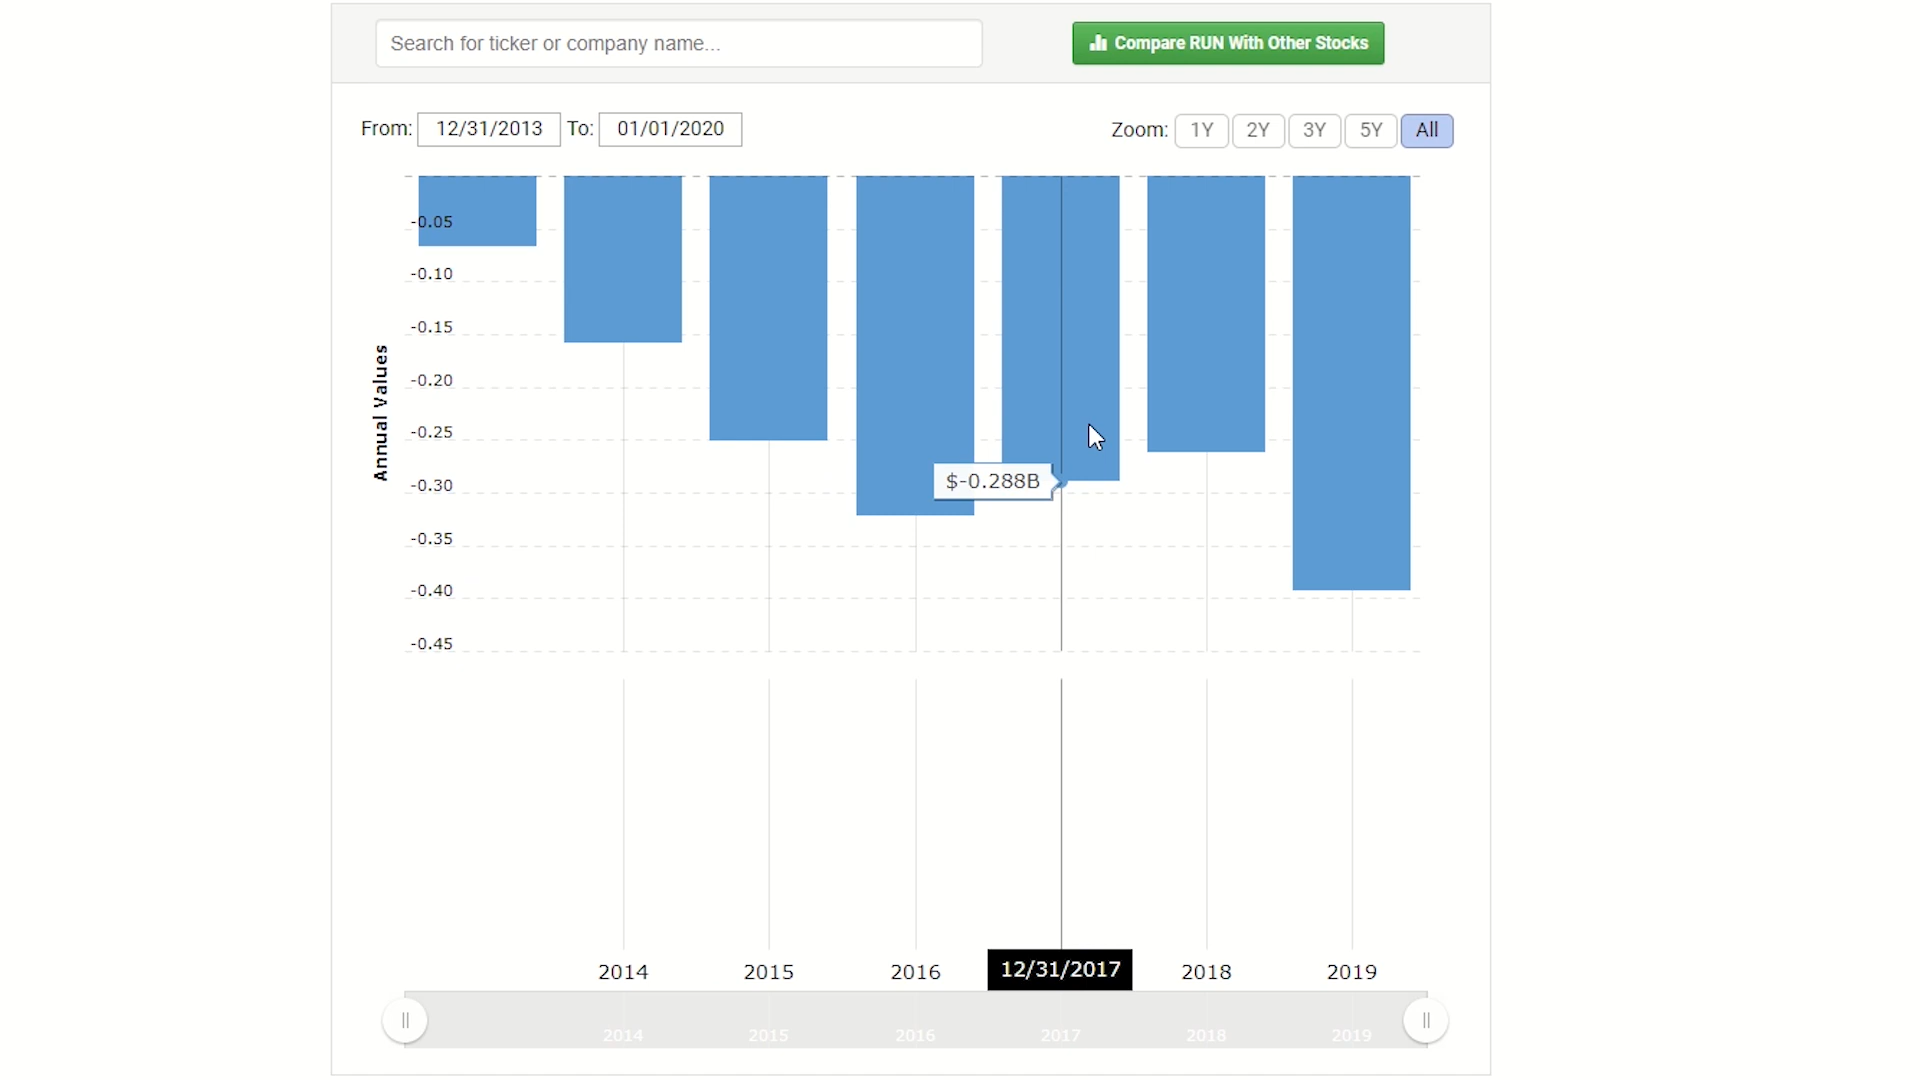 Search for ticker or company name...
Compare RUN With Other Stocks
From: 12/31/2013 To: 01/01/2020
Zoom: 1Y 2Y 3Y 5Y All
Annual Values
-0.05
-0.10
-0.15
-0.20
-0.25
-0.30
-0.35
-0.40
-0.45
$-0.288B
2014 2015 2016 12/31/2017 2018 2019
2014 2015 2016 2017 2018 2019